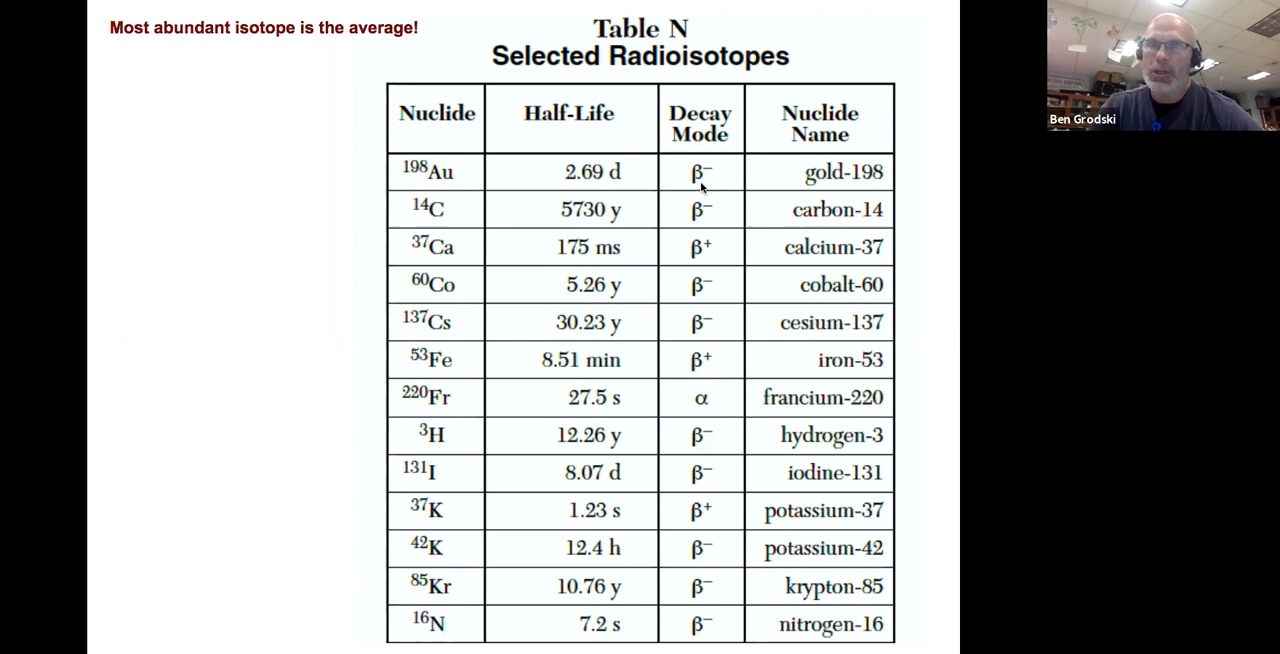 Most abundant isotope is the average!
Table N
Selected Radioisotopes
Nuclide Half-Life Decay Mode Nuclide Name
¹⁹⁸Au 2.69 d β⁻ gold-198
¹⁴C 5730 y β⁻ carbon-14
³⁷Ca 175 ms β⁺ calcium-37
⁶⁰Co 5.26 y β⁻ cobalt-60
¹³⁷Cs 30.23 y β⁻ cesium-137
⁵³Fe 8.51 min β⁺ iron-53
²²⁰Fr 27.5 s α francium-220
³H 12.26 y β⁻ hydrogen-3
¹³¹I 8.07 d β⁻ iodine-131
³⁷K 1.23 s β⁺ potassium-37
⁴²K 12.4 h β⁻ potassium-42
⁸⁵Kr 10.76 y β⁻ krypton-85
¹⁶N 7.2 s β⁻ nitrogen-16
Ben Grodski